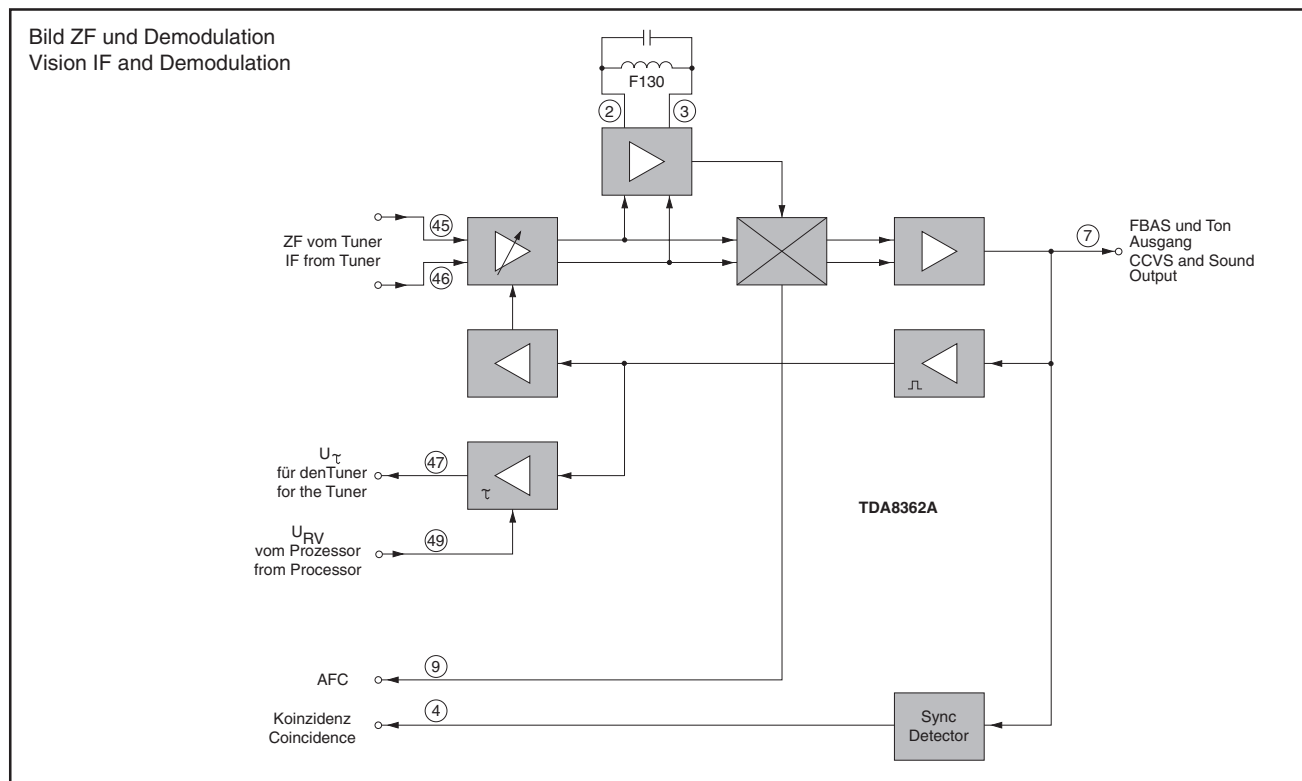 Bild ZF und Demodulation
Vision IF and Demodulation
F130
2
3
45
ZF vom Tuner
IF from Tuner
46
7
FBAS und Ton
Ausgang
CCVS and Sound
Output
Uτ
für denTuner
for the Tuner
47
τ
TDA8362A
URV
vom Prozessor
from Processor
49
AFC
9
Koinzidenz
Coincidence
4
Sync
Detector